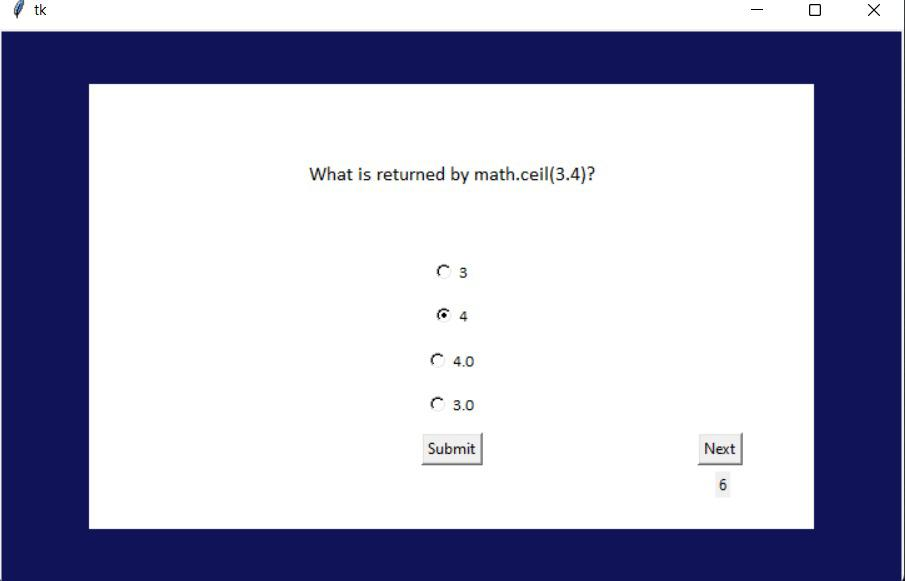 tk
What is returned by math.ceil(3.4)?
3
4
4.0
3.0
Submit
Next
6